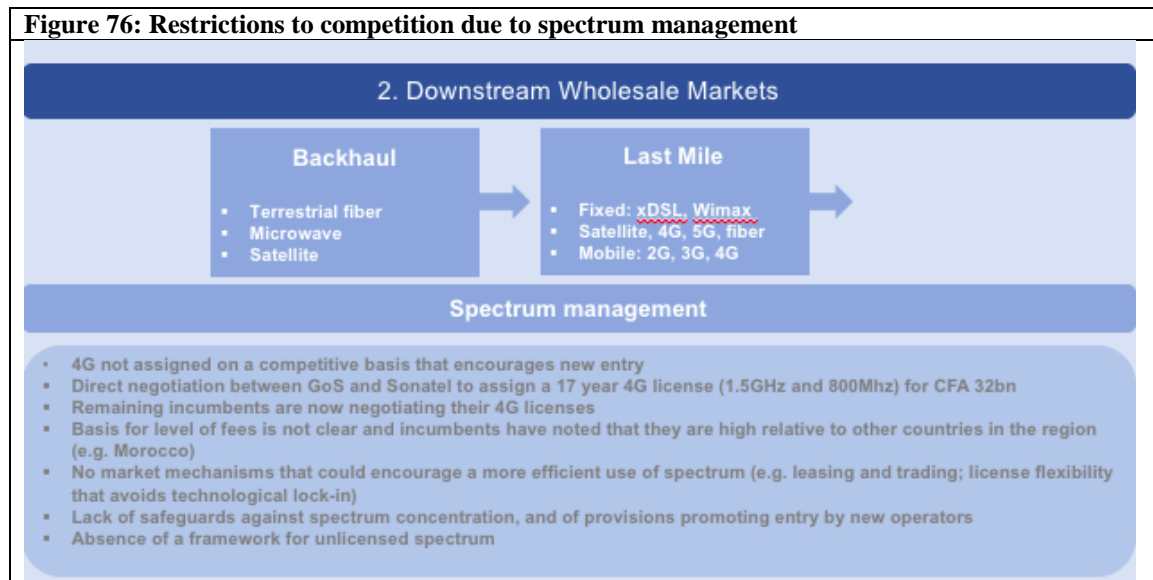 Figure 76: Restrictions to competition due to spectrum management
2. Downstream Wholesale Markets
Backhaul
▪ Terrestrial fiber
▪ Microwave
▪ Satellite
Last Mile
▪ Fixed: xDSL, Wimax
▪ Satellite, 4G, 5G, fiber
▪ Mobile: 2G, 3G, 4G
Spectrum management
• 4G not assigned on a competitive basis that encourages new entry
▪ Direct negotiation between GoS and Sonatel to assign a 17 year 4G license (1.5GHz and 800Mhz) for CFA 32bn
▪ Remaining incumbents are now negotiating their 4G licenses
▪ Basis for level of fees is not clear and incumbents have noted that they are high relative to other countries in the region
(e.g. Morocco)
▪ No market mechanisms that could encourage a more efficient use of spectrum (e.g. leasing and trading; license flexibility
that avoids technological lock-in)
▪ Lack of safeguards against spectrum concentration, and of provisions promoting entry by new operators
▪ Absence of a framework for unlicensed spectrum